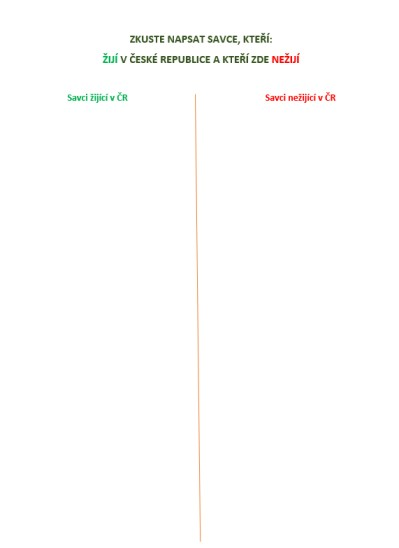 ZKUSTE NAPSAT SAVCE, KTEŘÍ:
ŽIJÍ V ČESKÉ REPUBLICE A KTEŘÍ ZDE NEŽIJÍ
Savci žijící v ČR
Savci nežijící v ČR